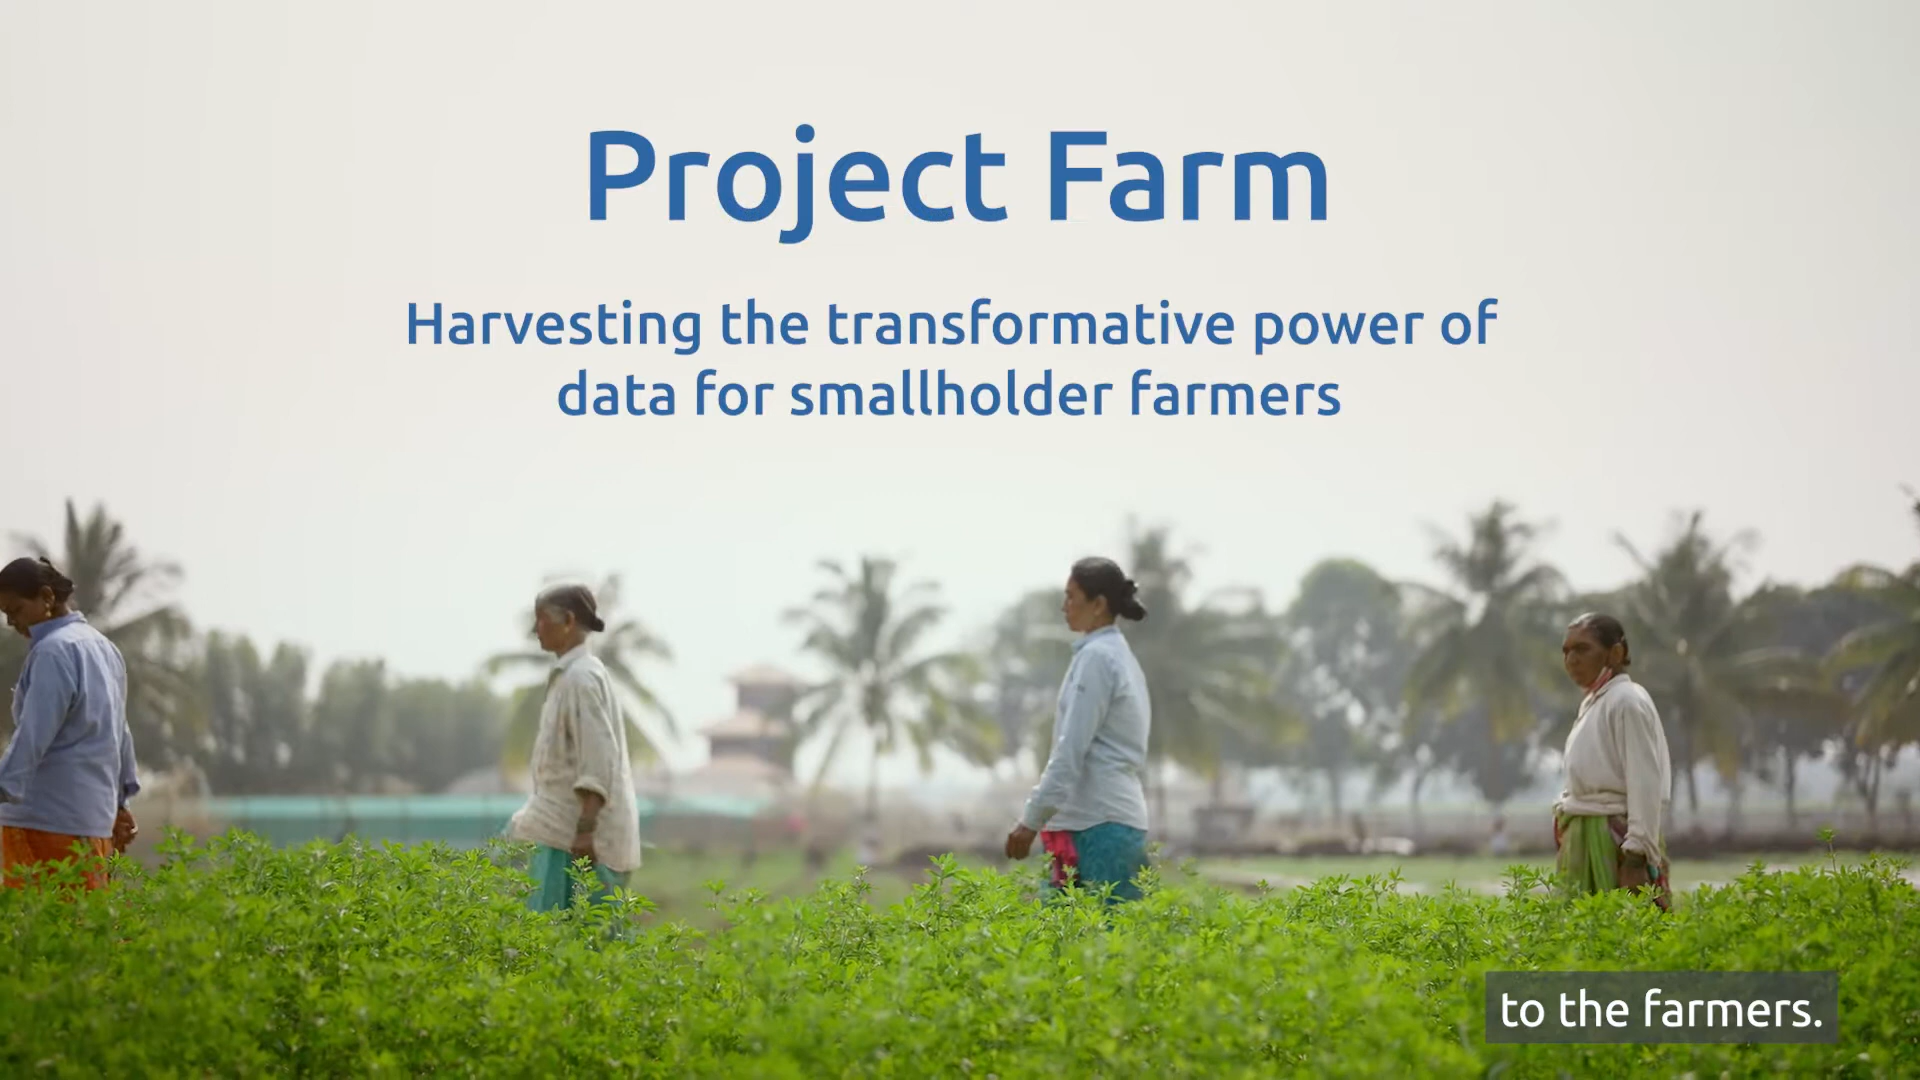 Project Farm
Harvesting the transformative power of
data for smallholder farmers
to the farmers.